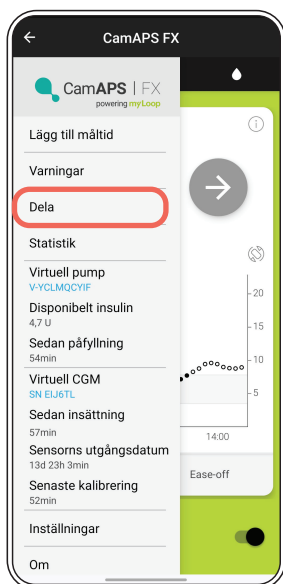 CamAPS FX
CamAPS | FX
powering myLoop
Lägg till måltid
Varningar
Dela
Statistik
Virtuell pump
V-YCLMQCYIF
Disponibelt insulin
4,7 U
Sedan påfyllning
54min
Virtuell CGM
SN EIJ6TL
Sedan insättning
57min
Sensorns utgångsdatum
13d 23h 3min
Senaste kalibrering
52min
Inställningar
Om
20
15
10
5
14:00
Ease-off